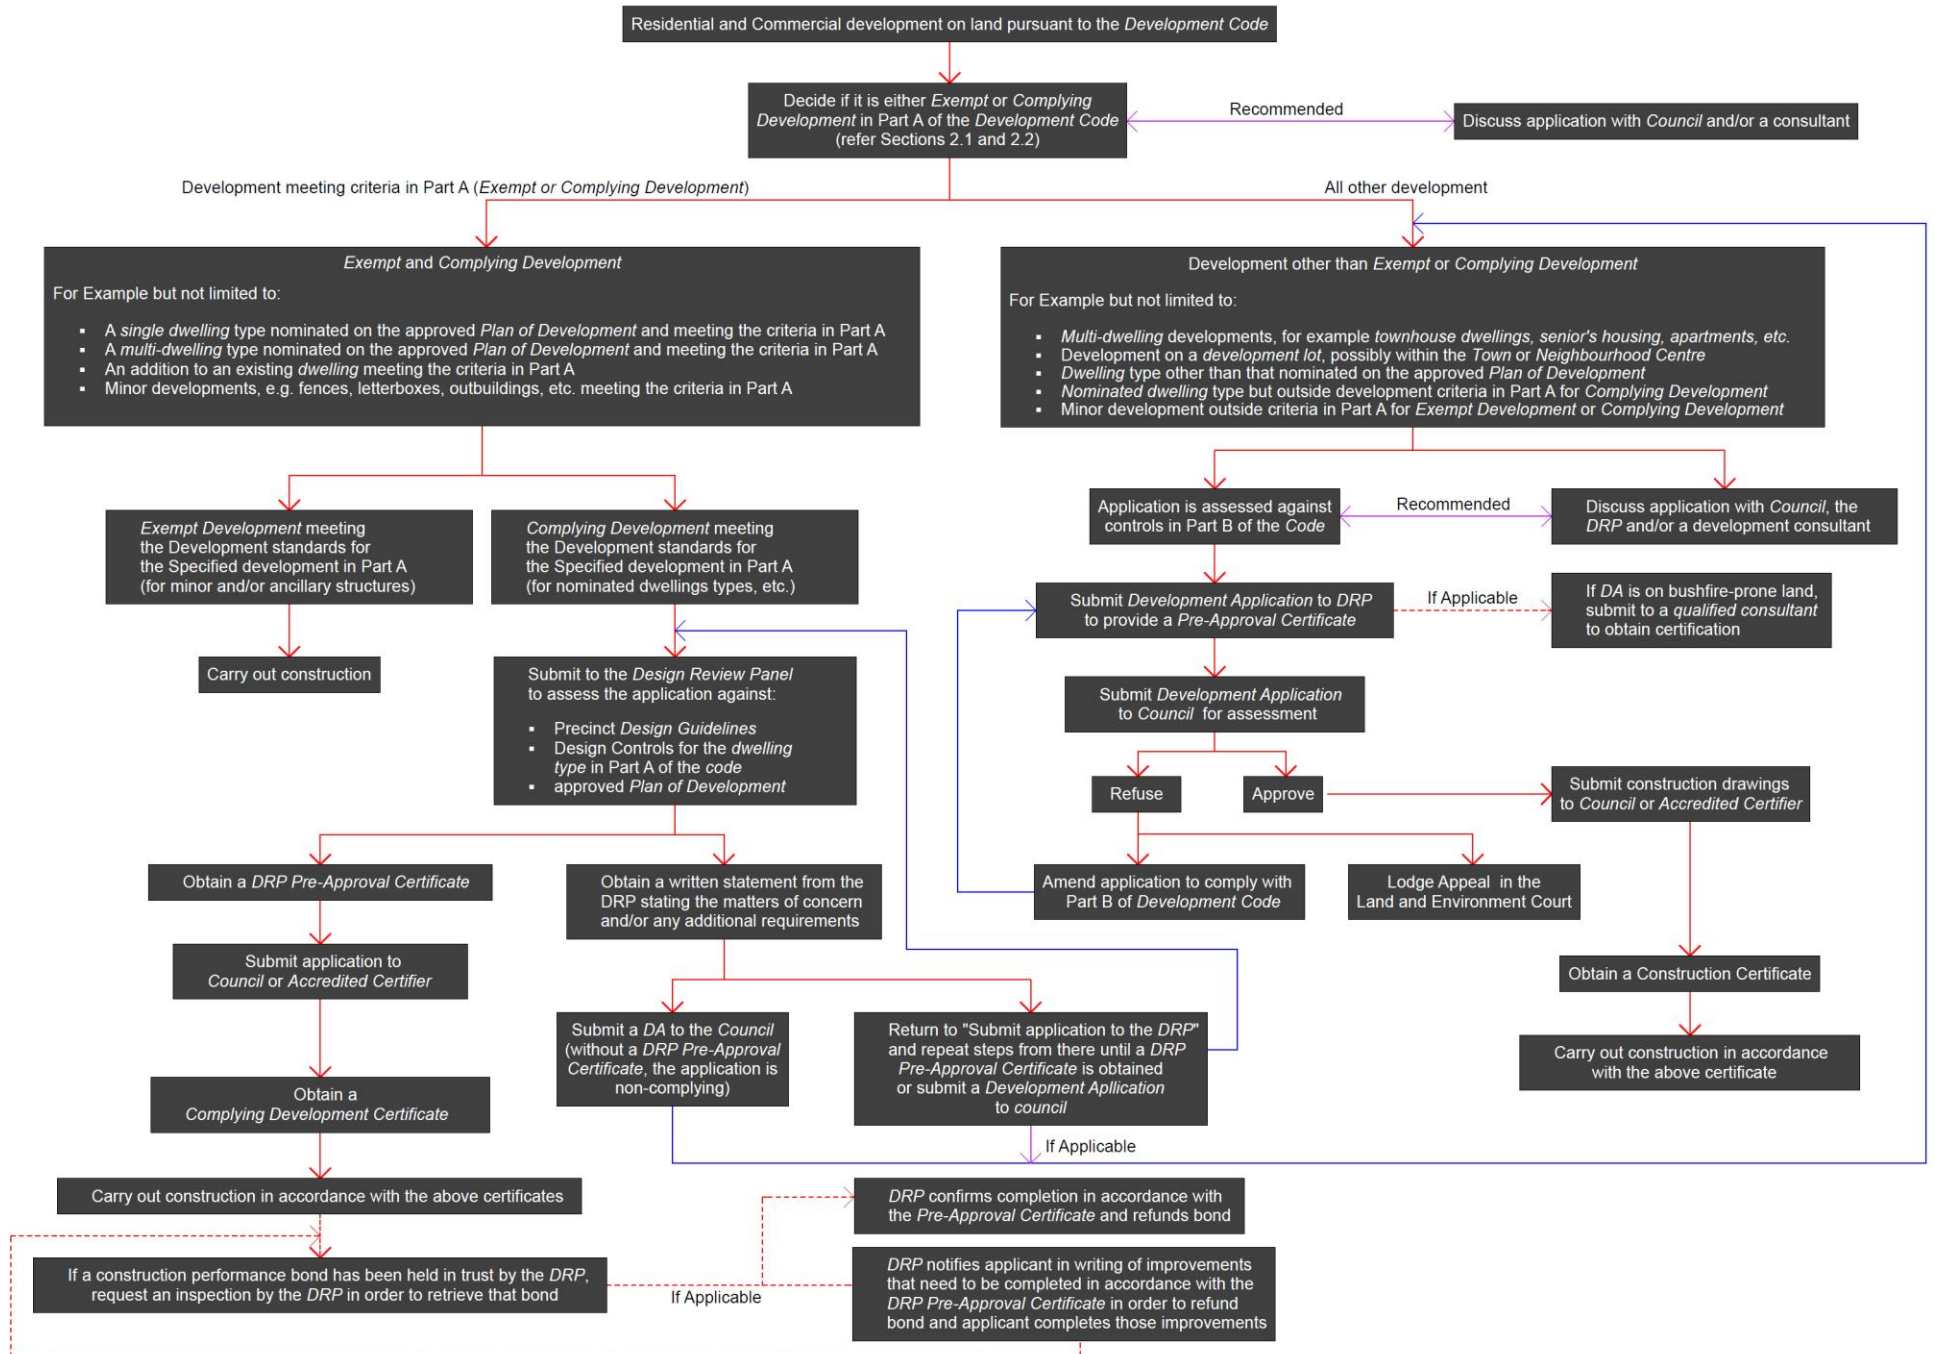 Residential and Commercial development on land pursuant to the Development Code
Decide if it is either Exempt or Complying
Development in Part A of the Development Code
(refer Sections 2.1 and 2.2)
Recommended
Discuss application with Council and/or a consultant
Development meeting criteria in Part A (Exempt or Complying Development)
All other development
Exempt and Complying Development
For Example but not limited to:
▪ A single dwelling type nominated on the approved Plan of Development and meeting the criteria in Part A
▪ A multi-dwelling type nominated on the approved Plan of Development and meeting the criteria in Part A
▪ An addition to an existing dwelling meeting the criteria in Part A
▪ Minor developments, e.g. fences, letterboxes, outbuildings, etc. meeting the criteria in Part A
Development other than Exempt or Complying Development
For Example but not limited to:
▪ Multi-dwelling developments, for example townhouse dwellings, senior's housing, apartments, etc.
▪ Development on a development lot, possibly within the Town or Neighbourhood Centre
▪ Dwelling type other than that nominated on the approved Plan of Development
▪ Nominated dwelling type but outside development criteria in Part A for Complying Development
▪ Minor development outside criteria in Part A for Exempt Development or Complying Development
Exempt Development meeting
the Development standards for
the Specified development in Part A
(for minor and/or ancillary structures)
Complying Development meeting
the Development standards for
the Specified development in Part A
(for nominated dwellings types, etc.)
Application is assessed against
controls in Part B of the Code
Recommended
Discuss application with Council, the
DRP and/or a development consultant
Submit Development Application to DRP
to provide a Pre-Approval Certificate
If Applicable
If DA is on bushfire-prone land,
submit to a qualified consultant
to obtain certification
Carry out construction
Submit to the Design Review Panel
to assess the application against:
▪ Precinct Design Guidelines
▪ Design Controls for the dwelling
type in Part A of the code
▪ approved Plan of Development
Submit Development Application
to Council for assessment
Refuse
Approve
Submit construction drawings
to Council or Accredited Certifier
Obtain a DRP Pre-Approval Certificate
Obtain a written statement from the
DRP stating the matters of concern
and/or any additional requirements
Amend application to comply with
Part B of Development Code
Lodge Appeal in the
Land and Environment Court
Submit application to
Council or Accredited Certifier
Obtain a Construction Certificate
Submit a DA to the Council
(without a DRP Pre-Approval
Certificate, the application is
non-complying)
Return to "Submit application to the DRP"
and repeat steps from there until a DRP
Pre-Approval Certificate is obtained
or submit a Development Apllication
to council
Carry out construction in accordance
with the above certificate
Obtain a
Complying Development Certificate
If Applicable
Carry out construction in accordance with the above certificates
DRP confirms completion in accordance with
the Pre-Approval Certificate and refunds bond
If a construction performance bond has been held in trust by the DRP,
request an inspection by the DRP in order to retrieve that bond
If Applicable
DRP notifies applicant in writing of improvements
that need to be completed in accordance with the
DRP Pre-Approval Certificate in order to refund
bond and applicant completes those improvements